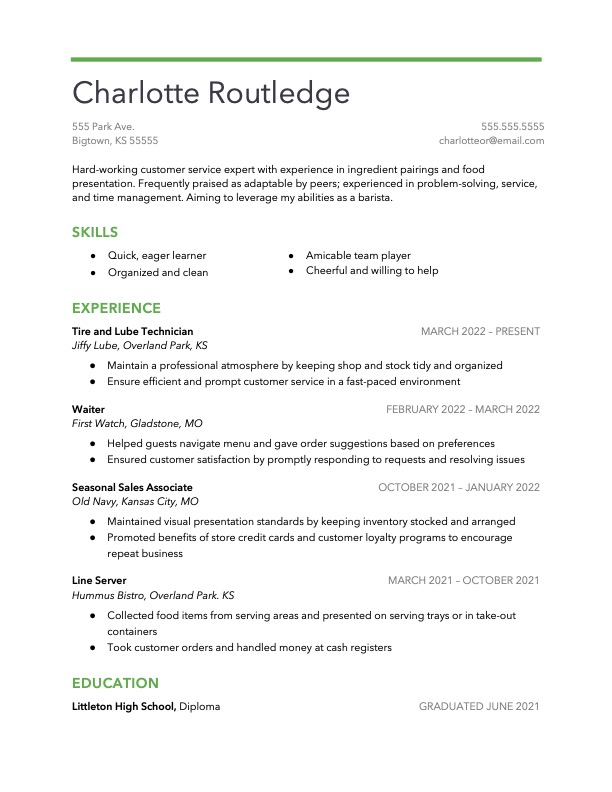 Charlotte Routledge
555 Park Ave. 555.555.5555
Bigtown, KS 55555 charlotteor@email.com
Hard-working customer service expert with experience in ingredient pairings and food
presentation. Frequently praised as adaptable by peers; experienced in problem-solving, service,
and time management. Aiming to leverage my abilities as a barista.
SKILLS
● Quick, eager learner
● Organized and clean
● Amicable team player
● Cheerful and willing to help
EXPERIENCE
Tire and Lube Technician MARCH 2022 – PRESENT
Jiffy Lube, Overland Park, KS
● Maintain a professional atmosphere by keeping shop and stock tidy and organized
● Ensure efficient and prompt customer service in a fast-paced environment
Waiter FEBRUARY 2022 – MARCH 2022
First Watch, Gladstone, MO
● Helped guests navigate menu and gave order suggestions based on preferences
● Ensured customer satisfaction by promptly responding to requests and resolving issues
Seasonal Sales Associate OCTOBER 2021 – JANUARY 2022
Old Navy, Kansas City, MO
● Maintained visual presentation standards by keeping inventory stocked and arranged
● Promoted benefits of store credit cards and customer loyalty programs to encourage
repeat business
Line Server MARCH 2021 – OCTOBER 2021
Hummus Bistro, Overland Park. KS
● Collected food items from serving areas and presented on serving trays or in take-out
containers
● Took customer orders and handled money at cash registers
EDUCATION
Littleton High School, Diploma GRADUATED JUNE 2021